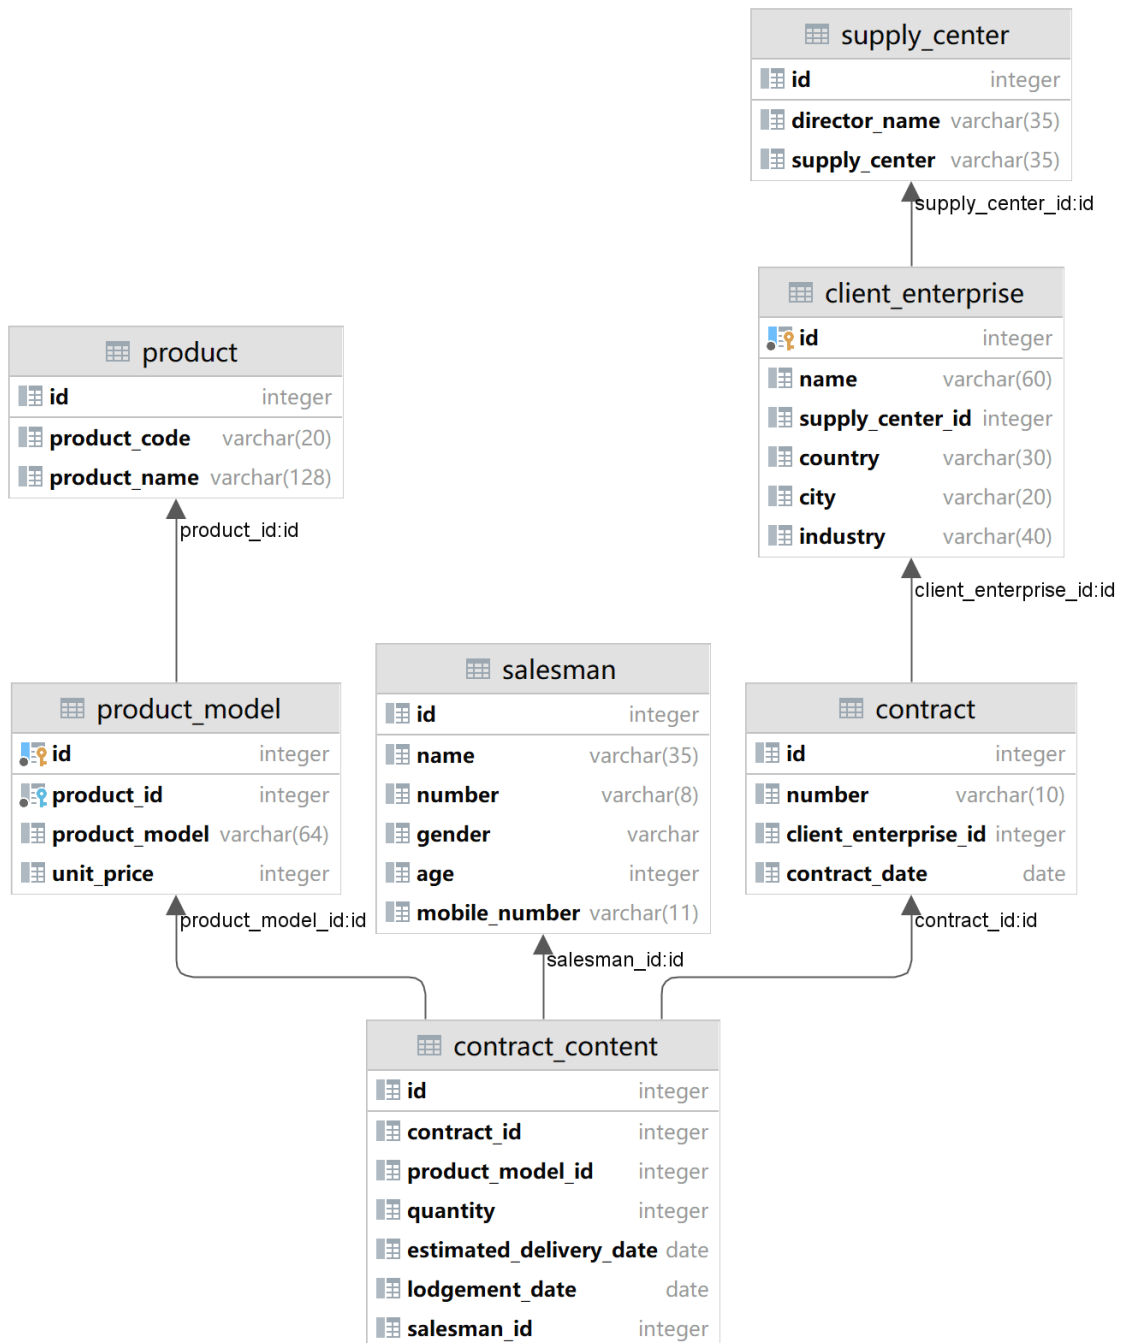 supply_center
id integer
director_name varchar(35)
supply_center varchar(35)
supply_center_id:id
client_enterprise
id integer
name varchar(60)
supply_center_id integer
country varchar(30)
city varchar(20)
industry varchar(40)
client_enterprise_id:id
product
id integer
product_code varchar(20)
product_name varchar(128)
product_id:id
product_model
id integer
product_id integer
product_model varchar(64)
unit_price integer
product_model_id:id
salesman
id integer
name varchar(35)
number varchar(8)
gender varchar
age integer
mobile_number varchar(11)
salesman_id:id
contract
id integer
number varchar(10)
client_enterprise_id integer
contract_date date
contract_id:id
contract_content
id integer
contract_id integer
product_model_id integer
quantity integer
estimated_delivery_date date
lodgement_date date
salesman_id integer